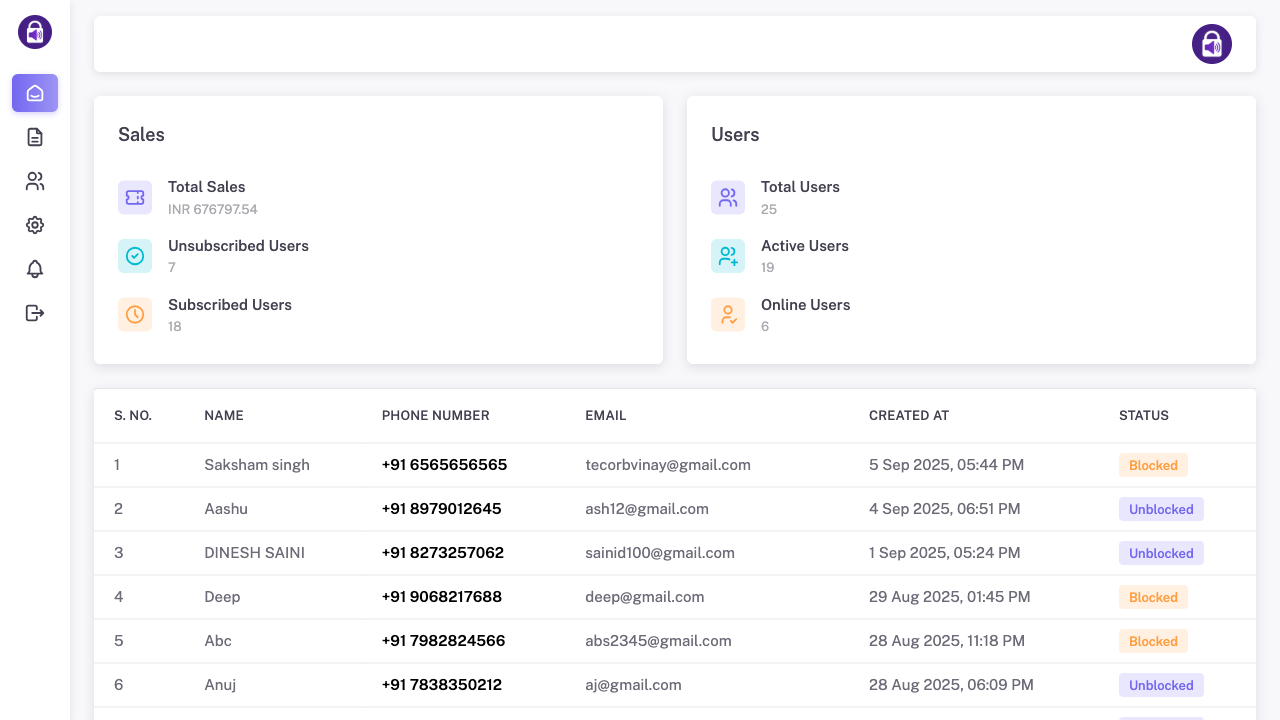 Sales
Total Sales
INR 676797.54
Unsubscribed Users
7
Subscribed Users
18
Users
Total Users
25
Active Users
19
Online Users
6
S. NO. NAME PHONE NUMBER EMAIL CREATED AT STATUS
1 Saksham singh +91 6565656565 tecorbvinay@gmail.com 5 Sep 2025, 05:44 PM Blocked
2 Aashu +91 8979012645 ash12@gmail.com 4 Sep 2025, 06:51 PM Unblocked
3 DINESH SAINI +91 8273257062 sainid100@gmail.com 1 Sep 2025, 05:24 PM Unblocked
4 Deep +91 9068217688 deep@gmail.com 29 Aug 2025, 01:45 PM Blocked
5 Abc +91 7982824566 abs2345@gmail.com 28 Aug 2025, 11:18 PM Blocked
6 Anuj +91 7838350212 aj@gmail.com 28 Aug 2025, 06:09 PM Unblocked